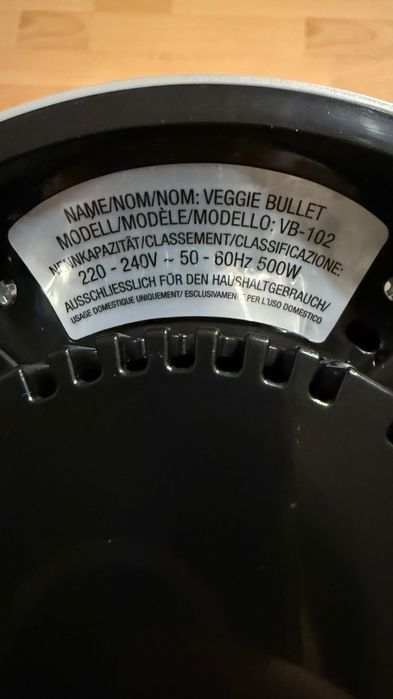 NAME/NOM/NOM: VEGGIE BULLET
MODELL/MODÈLE/MODELLO: VB-102
NENNKAPAZITÄT/CLASSEMENT/CLASSIFICAZIONE:
220 - 240V ~ 50 - 60Hz 500W
AUSSCHLIESSLICH FÜR DEN HAUSHALTGERRAUCH/
USAGE DOMESTIQUE UNIQUEMENT/ ESCLUSIVAMENTE PER L'USO DOMESTICO